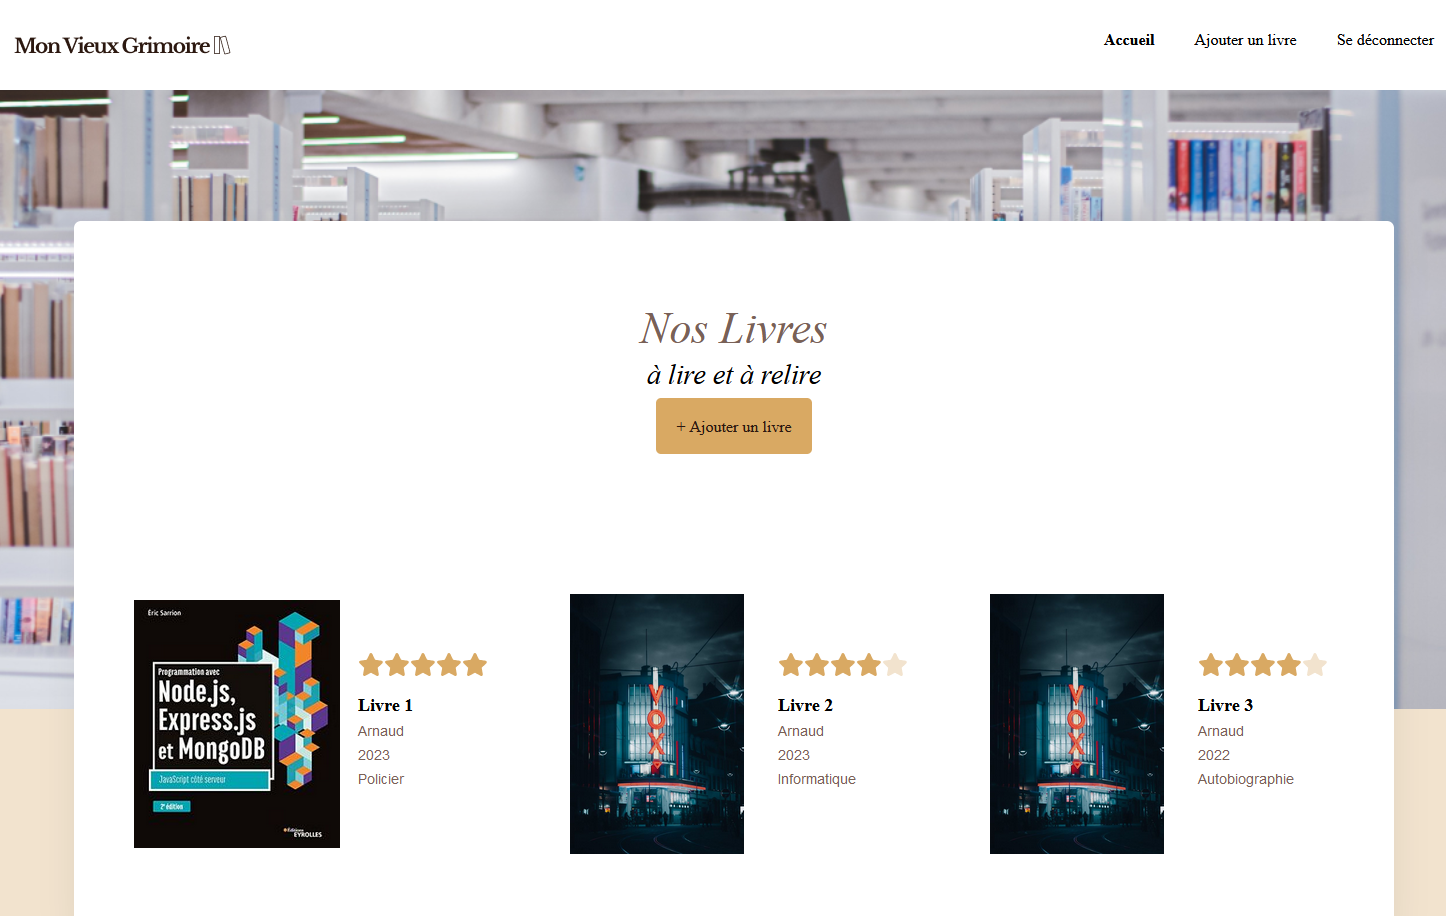 Mon Vieux Grimoire
Accueil
Ajouter un livre
Se déconnecter
Nos Livres
à lire et à relire
+ Ajouter un livre
Éric Sarrion
Programmation avec
Node.js,
Express.js
et MongoDB
JavaScript côté serveur
2e édition
Éditions
EYROLLES
Livre 1
Arnaud
2023
Policier
VOX
Livre 2
Arnaud
2023
Informatique
VOX
Livre 3
Arnaud
2022
Autobiographie